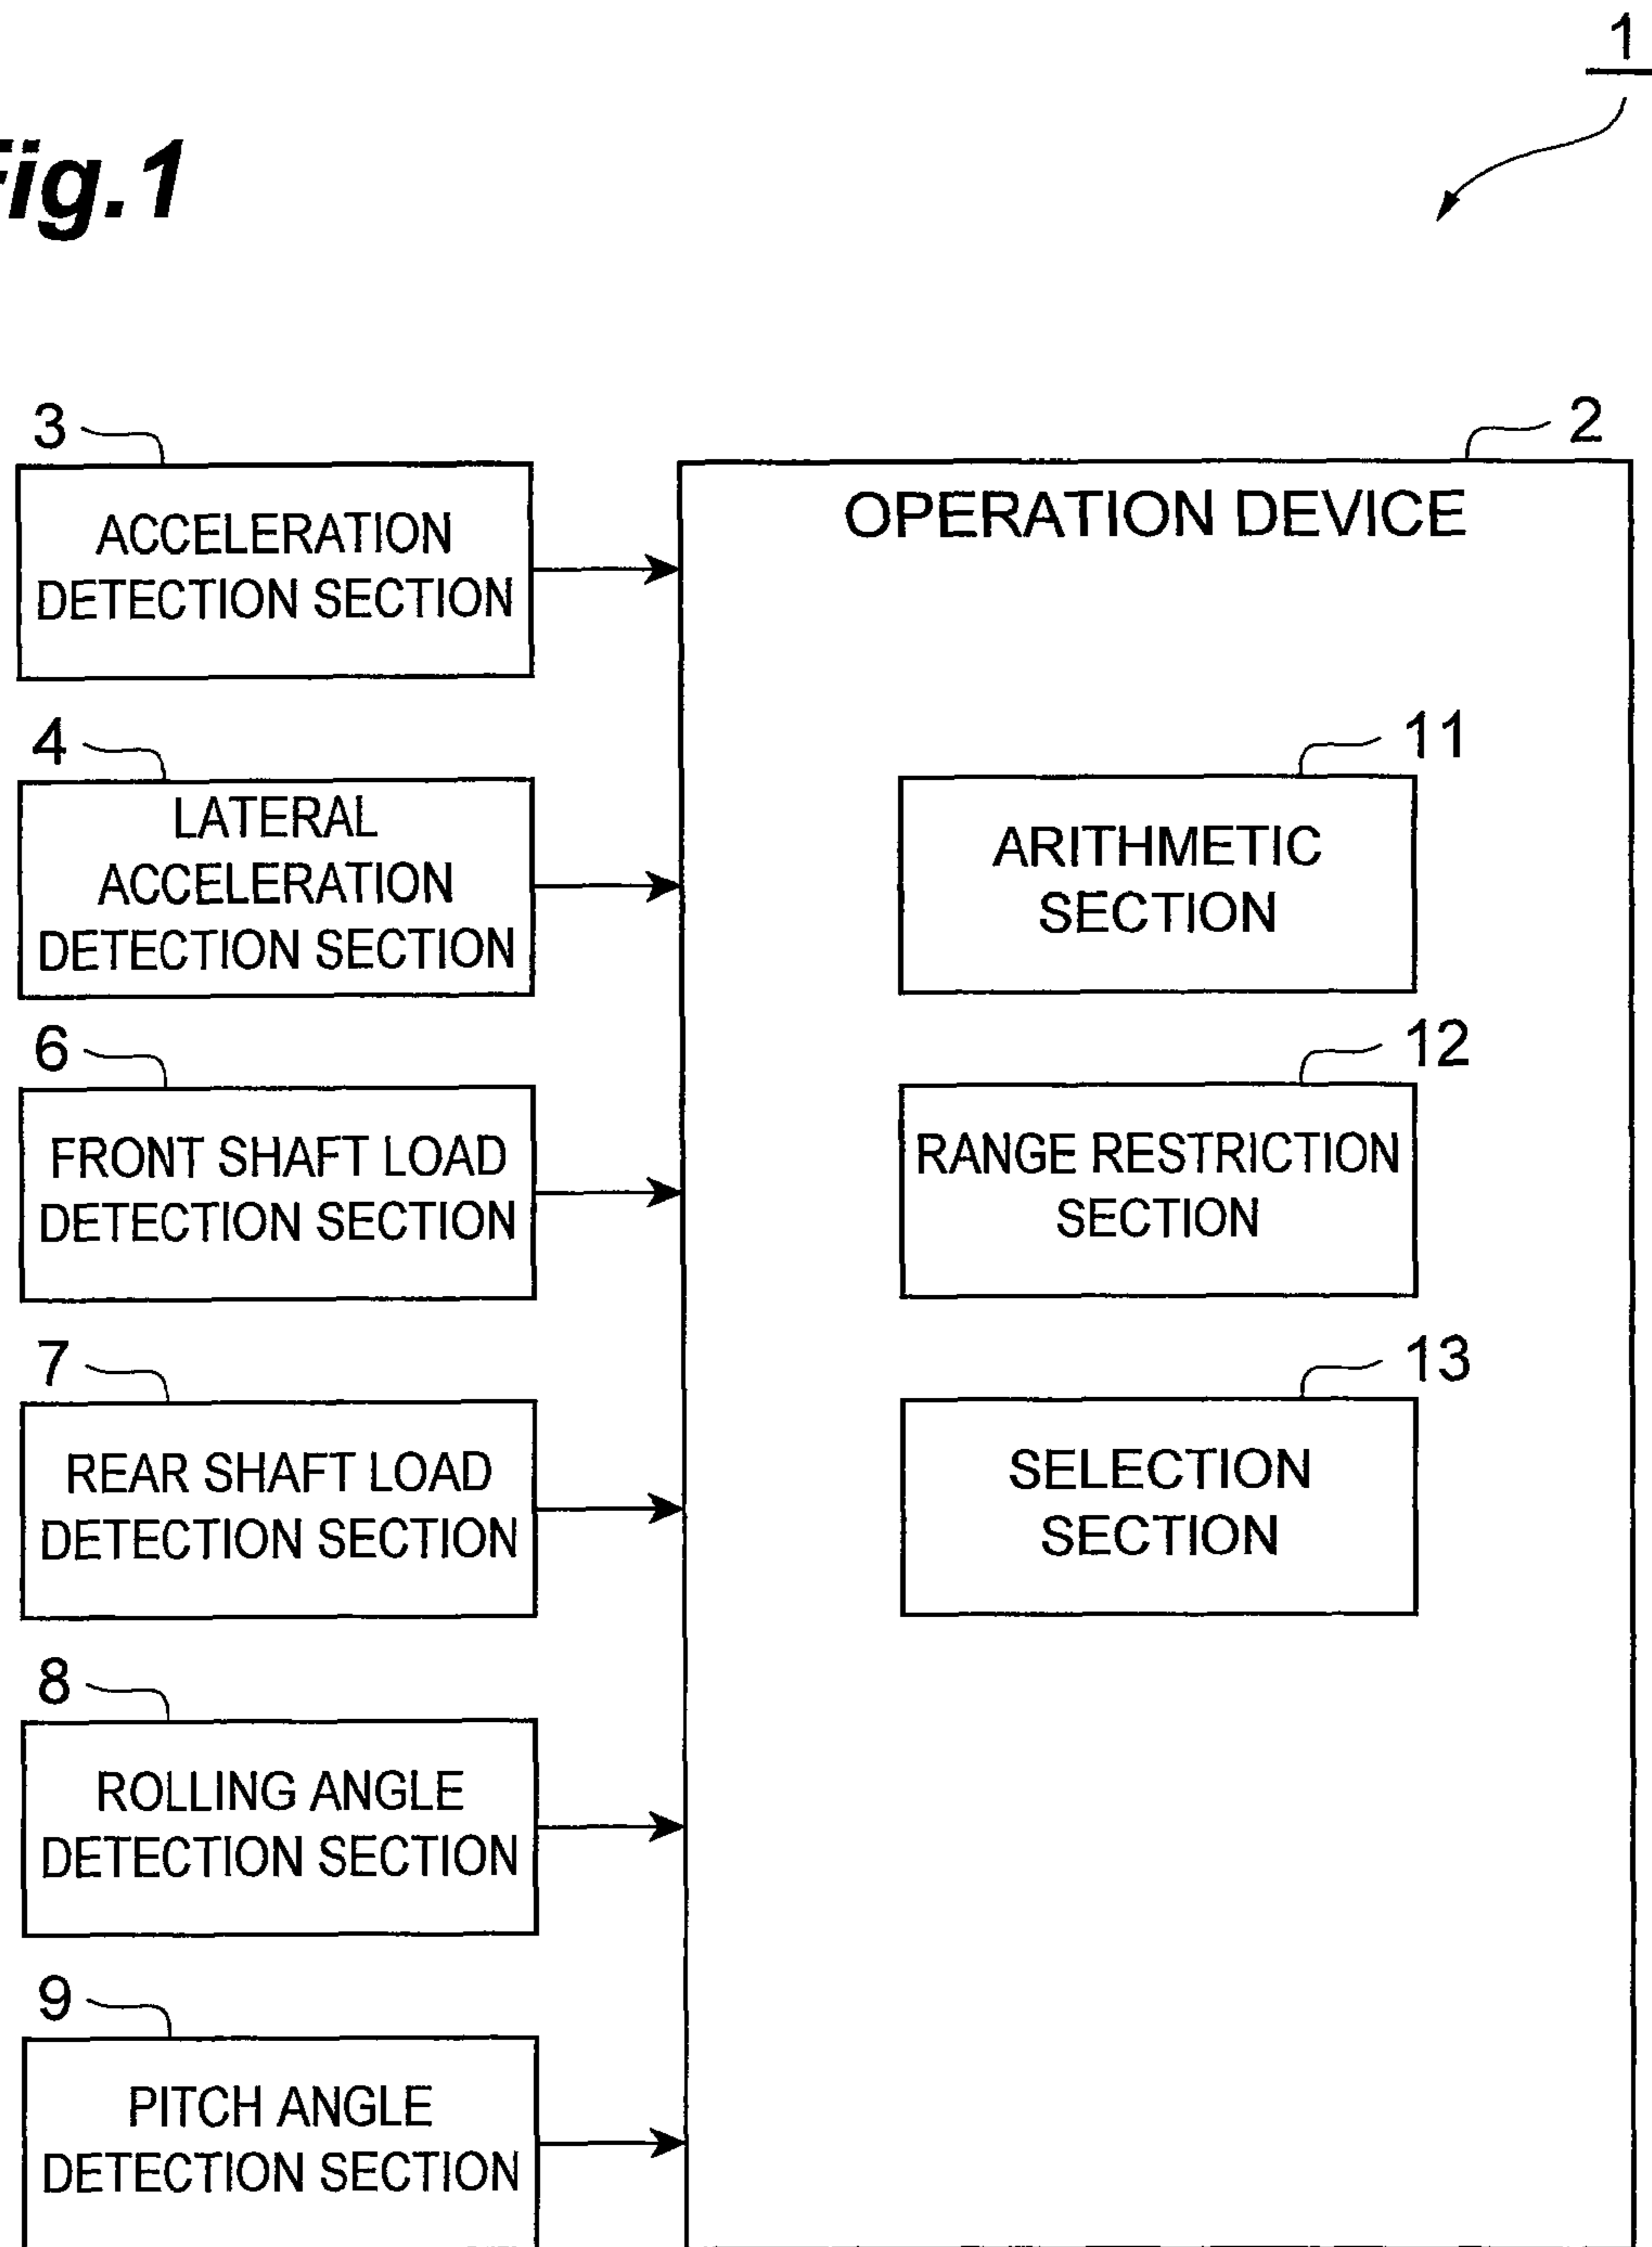 1
Fig.1
3
ACCELERATION
DETECTION SECTION
4
LATERAL
ACCELERATION
DETECTION SECTION
6
FRONT SHAFT LOAD
DETECTION SECTION
7
REAR SHAFT LOAD
DETECTION SECTION
8
ROLLING ANGLE
DETECTION SECTION
9
PITCH ANGLE
DETECTION SECTION
2
OPERATION DEVICE
11
ARITHMETIC
SECTION
12
RANGE RESTRICTION
SECTION
13
SELECTION
SECTION